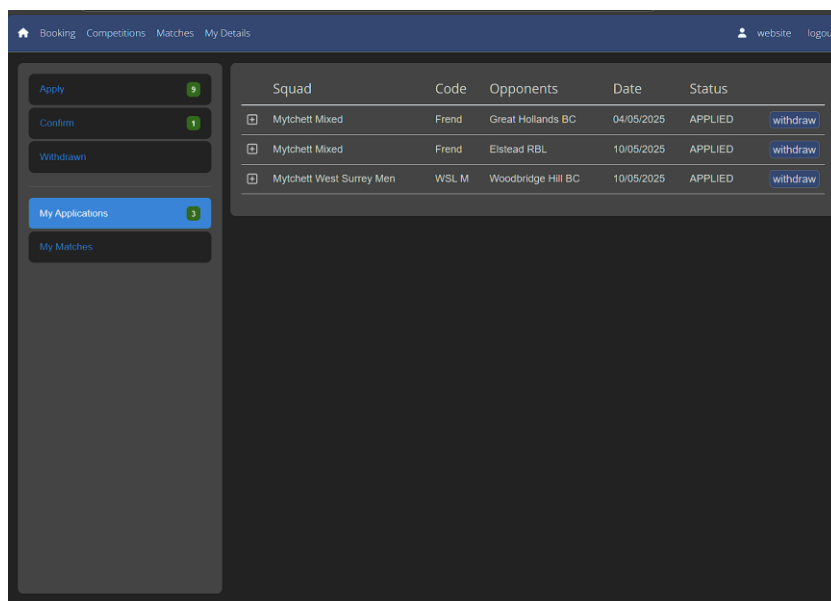 Booking Competitions Matches My Details website logou
Apply 9
Confirm 1
Withdrawn
My Applications 3
My Matches
Squad Code Opponents Date Status
Mytchett Mixed Frend Great Hollands BC 04/05/2025 APPLIED withdraw
Mytchett Mixed Frend Elstead RBL 10/05/2025 APPLIED withdraw
Mytchett West Surrey Men WSL M Woodbridge Hill BC 10/05/2025 APPLIED withdraw